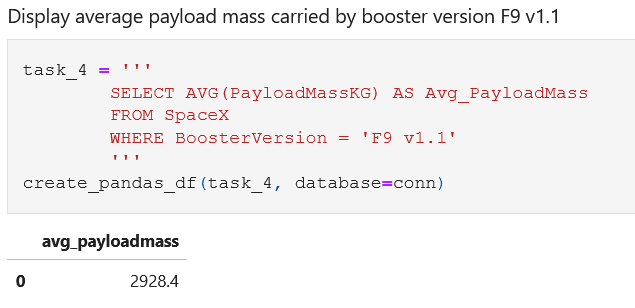 Display average payload mass carried by booster version F9 v1.1
task_4 = '''
SELECT AVG(PayloadMassKG) AS Avg_PayloadMass
FROM SpaceX
WHERE BoosterVersion = 'F9 v1.1'
'''
create_pandas_df(task_4, database=conn)
avg_payloadmass
0 2928.4